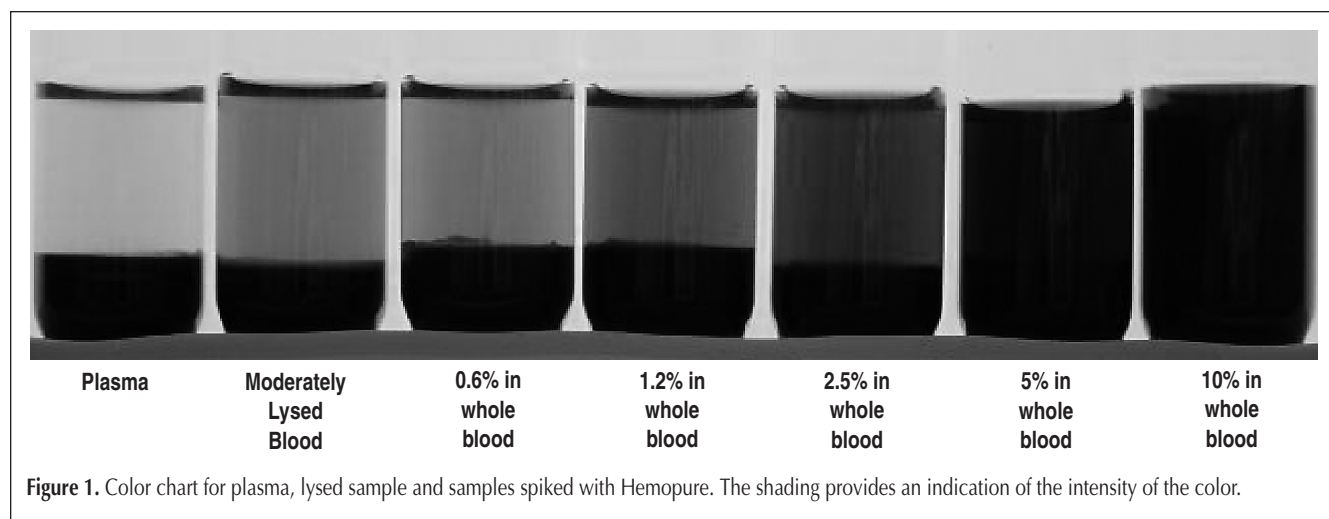 Plasma
Moderately
Lysed
Blood
0.6% in
whole
blood
1.2% in
whole
blood
2.5% in
whole
blood
5% in
whole
blood
10% in
whole
blood
Figure 1. Color chart for plasma, lysed sample and samples spiked with Hemopure. The shading provides an indication of the intensity of the color.